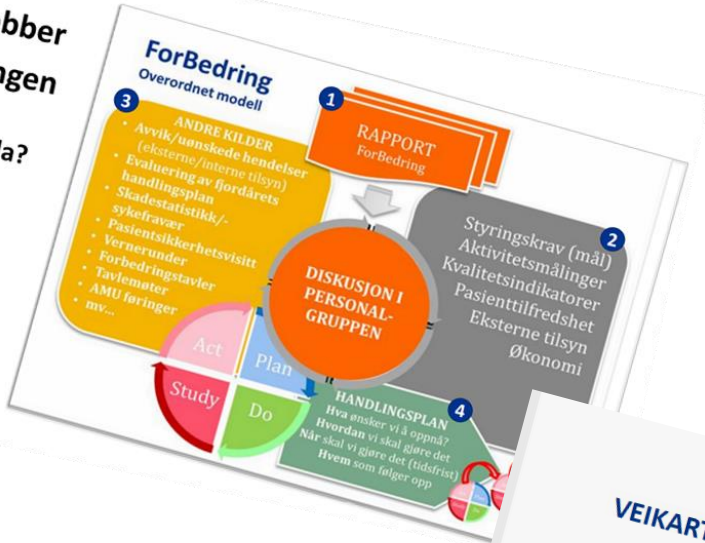 ForBedring
Overordnet modell
1
RAPPORT
ForBedring
3
ANDRE KILDER
• Avvik/uønskede hendelser
(eksterne/interne tilsyn)
• Evaluering av fjordårets
handlingsplan
• Skadestatistikk/-
sykefravær
• Pasientsikkerhetsvisitt
• Vernerunder
• Forbedringstavler
• Tavlemøter
• AMU føringer
• mv...
2
Styringskrav (mål)
Aktivitetsmålinger
Kvalitetsindikatorer
Pasienttilfredshet
Eksterne tilsyn
Økonomi
DISKUSJON I
PERSONAL-
GRUPPEN
Act
Plan
Study
Do
4
HANDLINGSPLAN
Hva ønsker vi å oppnå?
Hvordan vi skal gjøre det
Når skal vi gjøre det (tidsfrist)
Hvem som følger opp
VEIKART